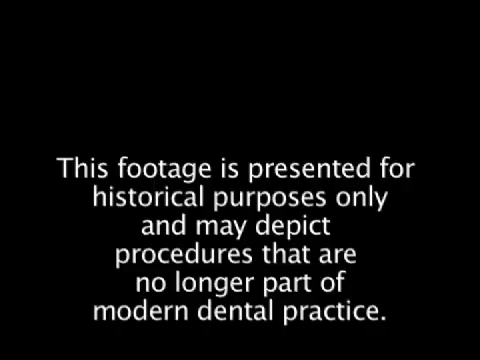 This footage is presented for
historical purposes only
and may depict
procedures that are
no longer part of
modern dental practice.